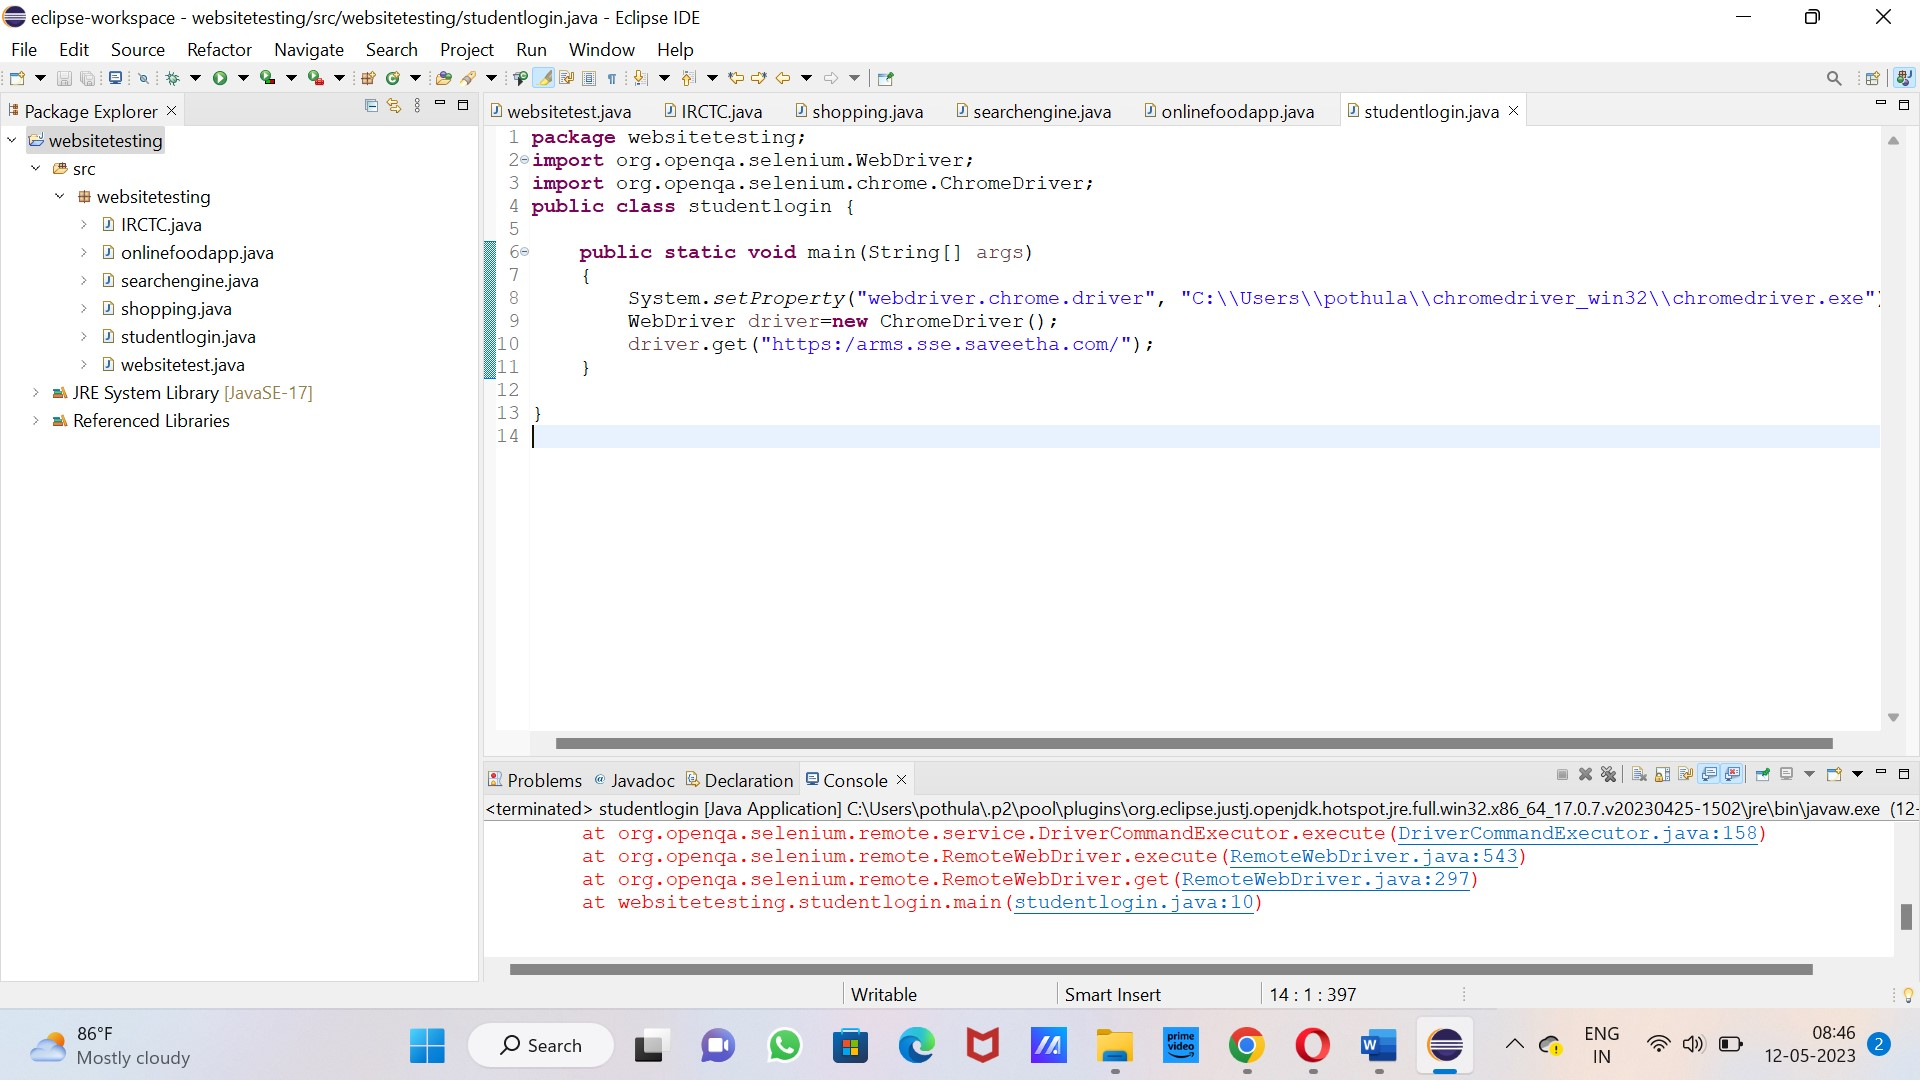 eclipse-workspace - websitetesting/src/websitetesting/studentlogin.java - Eclipse IDE
File Edit Source Refactor Navigate Search Project Run Window Help
Package Explorer
websitetesting
src
websitetesting
IRCTC.java
onlinefoodapp.java
searchengine.java
shopping.java
studentlogin.java
websitetest.java
JRE System Library [JavaSE-17]
Referenced Libraries
websitetest.java IRCTC.java shopping.java searchengine.java onlinefoodapp.java studentlogin.java
1 package websitetesting;
2 import org.openqa.selenium.WebDriver;
3 import org.openqa.selenium.chrome.ChromeDriver;
4 public class studentlogin {
5
6 public static void main(String[] args)
7 {
8 System.setProperty("webdriver.chrome.driver", "C:\\Users\\pothula\\chromedriver_win32\\chromedriver.exe")
9 WebDriver driver=new ChromeDriver();
10 driver.get("https:/arms.sse.saveetha.com/");
11 }
12
13 }
14
Problems Javadoc Declaration Console
<terminated> studentlogin [Java Application] C:\Users\pothula\.p2\pool\plugins\org.eclipse.justj.openjdk.hotspot.jre.full.win32.x86_64_17.0.7.v20230425-1502\jre\bin\javaw.exe (12-
at org.openqa.selenium.remote.service.DriverCommandExecutor.execute(DriverCommandExecutor.java:158)
at org.openqa.selenium.remote.RemoteWebDriver.execute(RemoteWebDriver.java:543)
at org.openqa.selenium.remote.RemoteWebDriver.get(RemoteWebDriver.java:297)
at websitetesting.studentlogin.main(studentlogin.java:10)
Writable Smart Insert 14 : 1 : 397
86°F
Mostly cloudy
Search
prime video
W
ENG
IN
08:46
12-05-2023
2